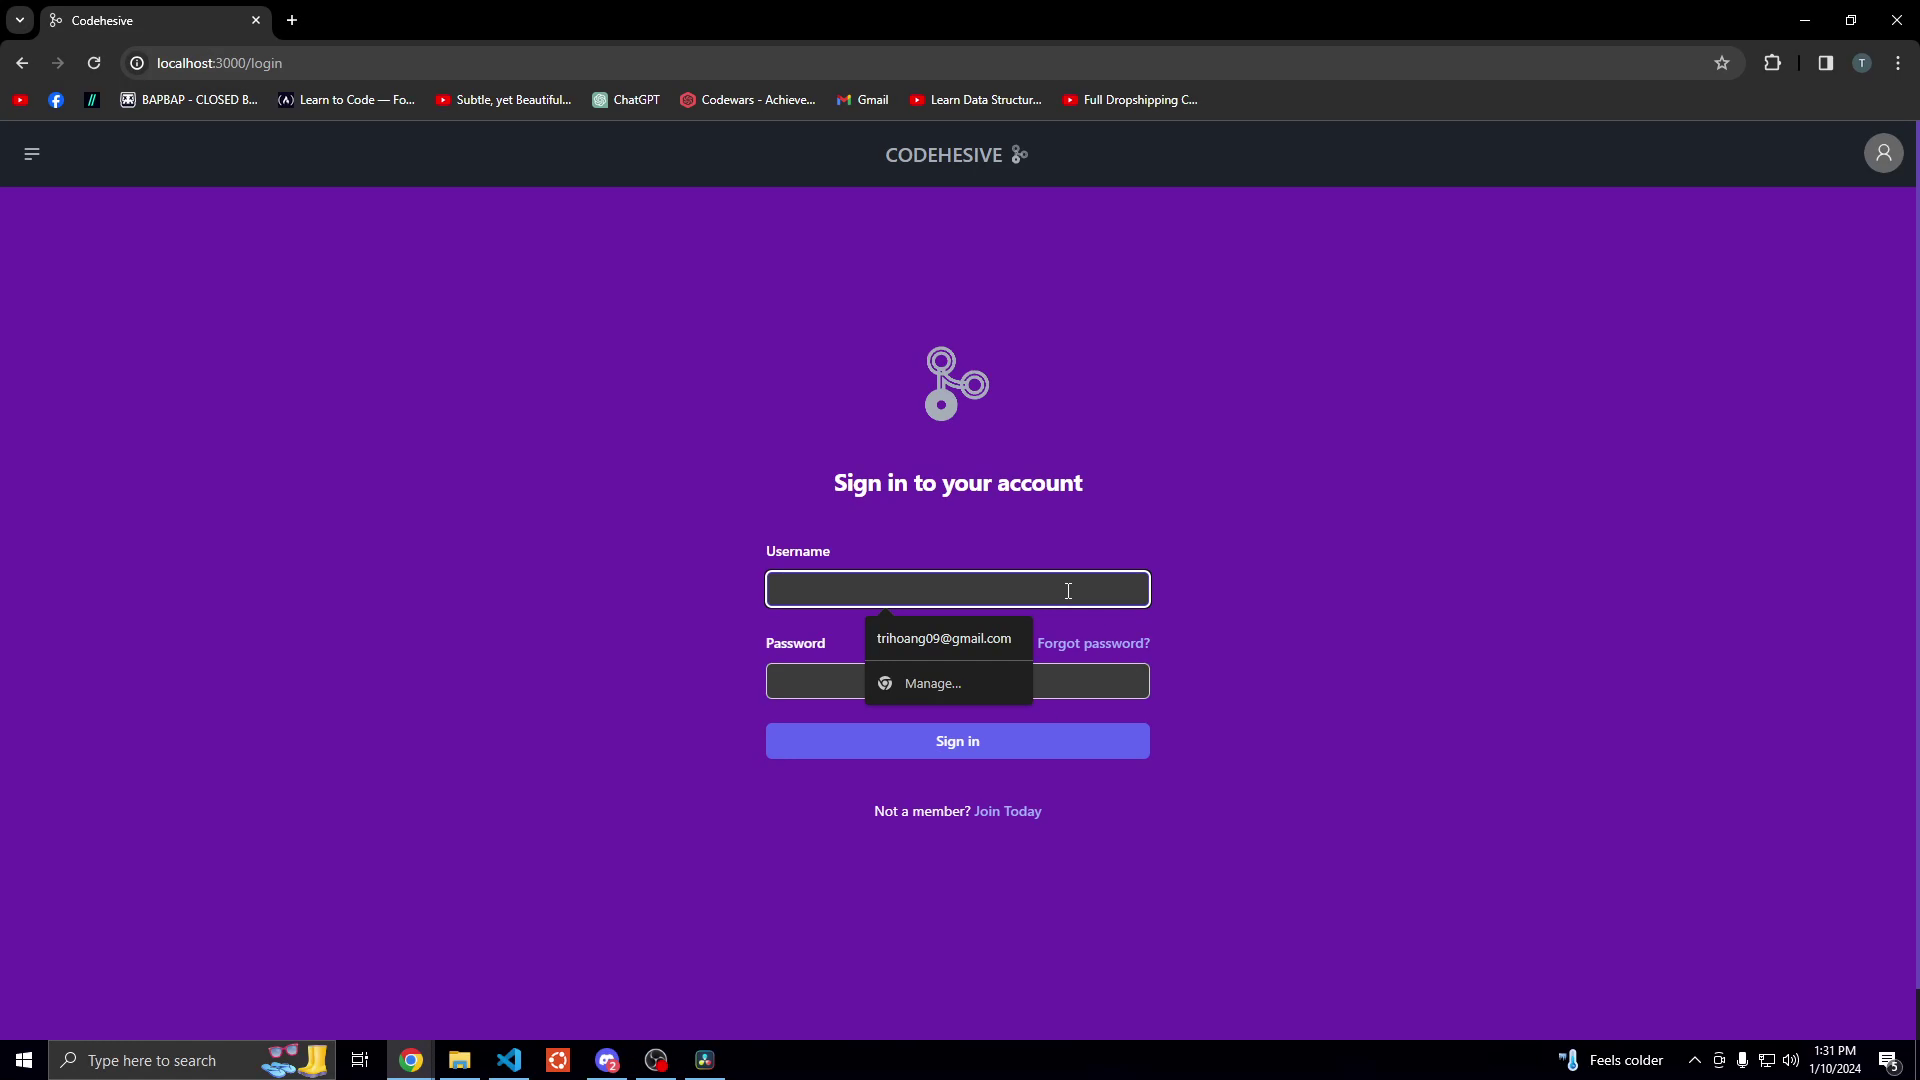 Codehesive
localhost:3000/login
BAPBAP - CLOSED B... Learn to Code — Fo... Subtle, yet Beautiful... ChatGPT Codewars - Achieve... Gmail Learn Data Structur... Full Dropshipping C...
T
CODEHESIVE
Sign in to your account
Username
trihoang09@gmail.com
Password
Forgot password?
Manage...
Sign in
Not a member? Join Today
Type here to search
2
Feels colder
1:31 PM
1/10/2024
5